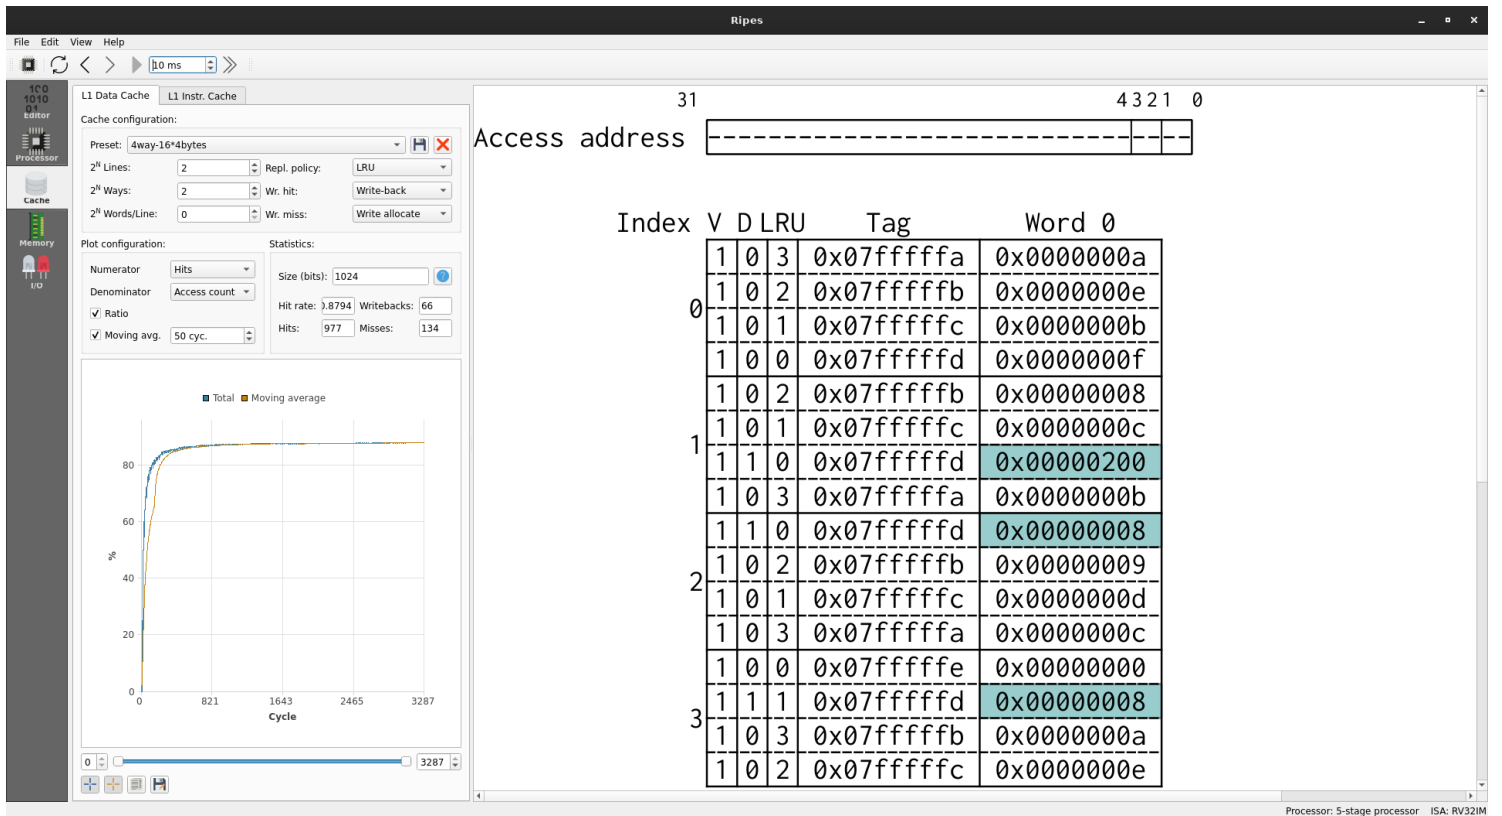 Ripes
File Edit View Help
10 ms
Editor
Processor
Cache
Memory
I/O
L1 Data Cache L1 Instr. Cache
Cache configuration:
Preset: 4way-16*4bytes
2^N Lines: 2 Repl. policy: LRU
2^N Ways: 2 Wr. hit: Write-back
2^N Words/Line: 0 Wr. miss: Write allocate
Plot configuration: Statistics:
Numerator Hits
Denominator Access count
Ratio
Moving avg. 50 cyc.
Size (bits): 1024
Hit rate: 0.8794 Writebacks: 66
Hits: 977 Misses: 134
Total Moving average
80
60
40
20
0
%
0 821 1643 2465 3287
Cycle
0 3287
31 4 3 2 1 0
Access address
Index V D LRU Tag Word 0
0
1 0 3 0x07fffffa 0x0000000a
1 0 2 0x07fffffb 0x0000000e
1 0 1 0x07fffffc 0x0000000b
1 0 0 0x07fffffd 0x0000000f
1
1 0 2 0x07fffffb 0x00000008
1 0 1 0x07fffffc 0x0000000c
1 1 0 0x07fffffd 0x00000200
1 0 3 0x07fffffa 0x0000000b
2
1 1 0 0x07fffffd 0x00000008
1 0 2 0x07fffffb 0x00000009
1 0 1 0x07fffffc 0x0000000d
1 0 3 0x07fffffa 0x0000000c
3
1 0 0 0x07fffffe 0x00000000
1 1 1 0x07fffffd 0x00000008
1 0 3 0x07fffffb 0x0000000a
1 0 2 0x07fffffc 0x0000000e
Processor: 5-stage processor ISA: RV32IM